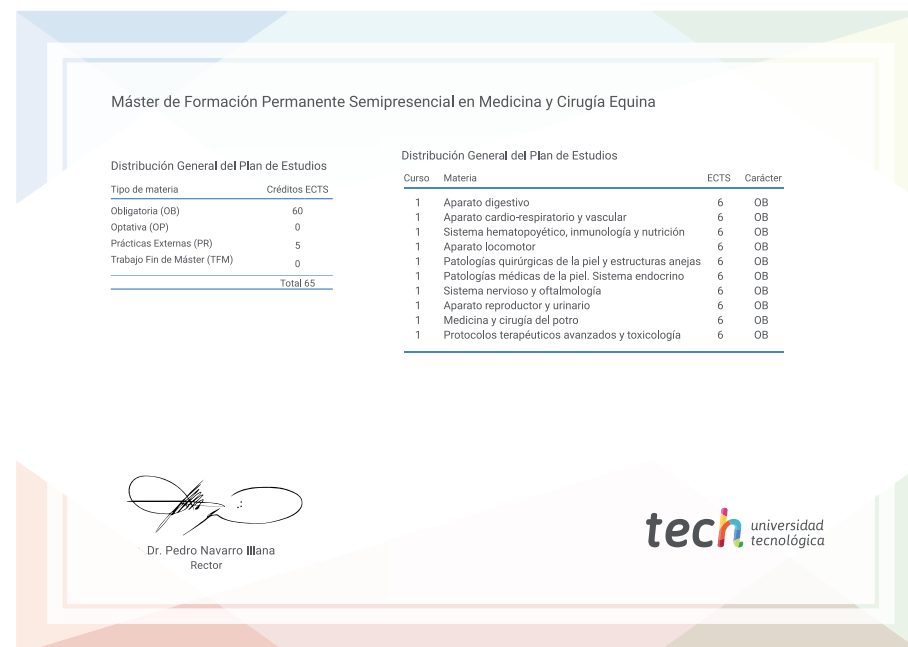 Máster de Formación Permanente Semipresencial en Medicina y Cirugía Equina
Distribución General del Plan de Estudios
Tipo de materia Créditos ECTS
Obligatoria (OB) 60
Optativa (OP) 0
Prácticas Externas (PR) 5
Trabajo Fin de Máster (TFM) 0
Total 65
Distribución General del Plan de Estudios
Curso Materia ECTS Carácter
1 Aparato digestivo 6 OB
1 Aparato cardio-respiratorio y vascular 6 OB
1 Sistema hematopoyético, inmunología y nutrición 6 OB
1 Aparato locomotor 6 OB
1 Patologías quirúrgicas de la piel y estructuras anejas 6 OB
1 Patologías médicas de la piel. Sistema endocrino 6 OB
1 Sistema nervioso y oftalmología 6 OB
1 Aparato reproductor y urinario 6 OB
1 Medicina y cirugía del potro 6 OB
1 Protocolos terapéuticos avanzados y toxicología 6 OB
Dr. Pedro Navarro Illana
Rector
tech universidad
tecnológica